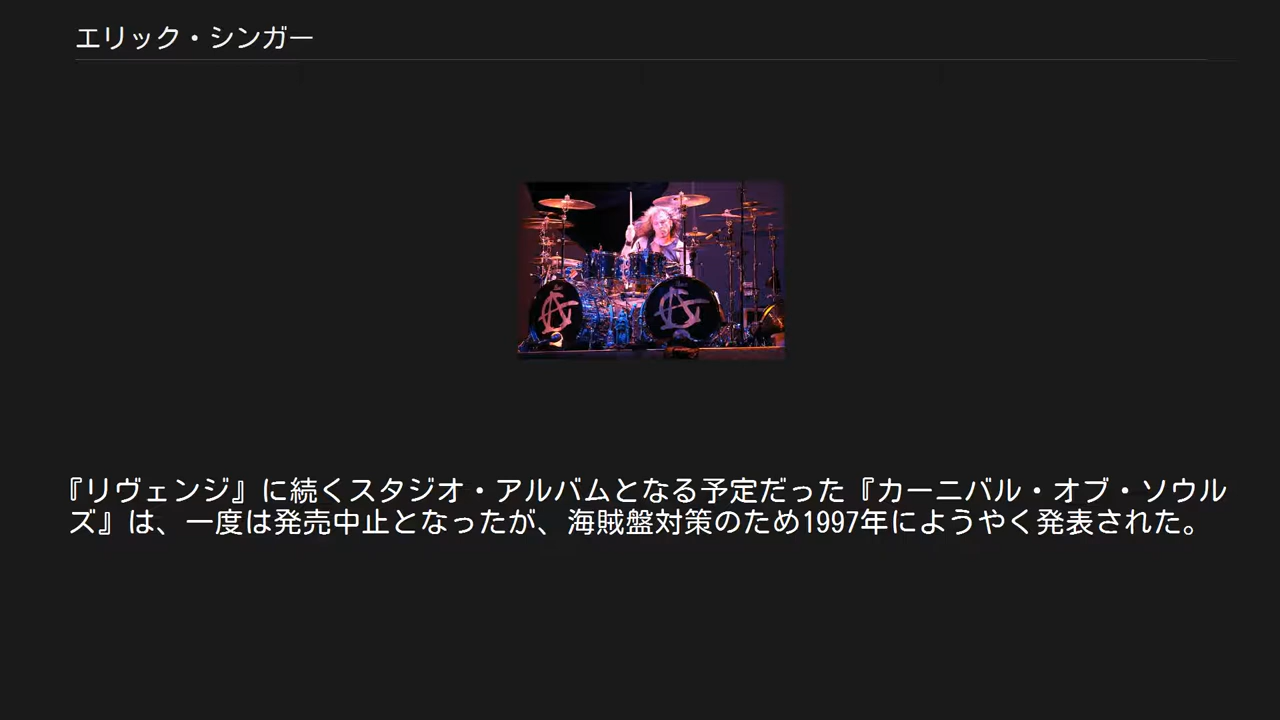 エリック・シンガー
『リヴェンジ』に続くスタジオ・アルバムとなる予定だった『カーニバル・オブ・ソウル
ズ』は、一度は発売中止となったが、海賊盤対策のため1997年にようやく発表された。